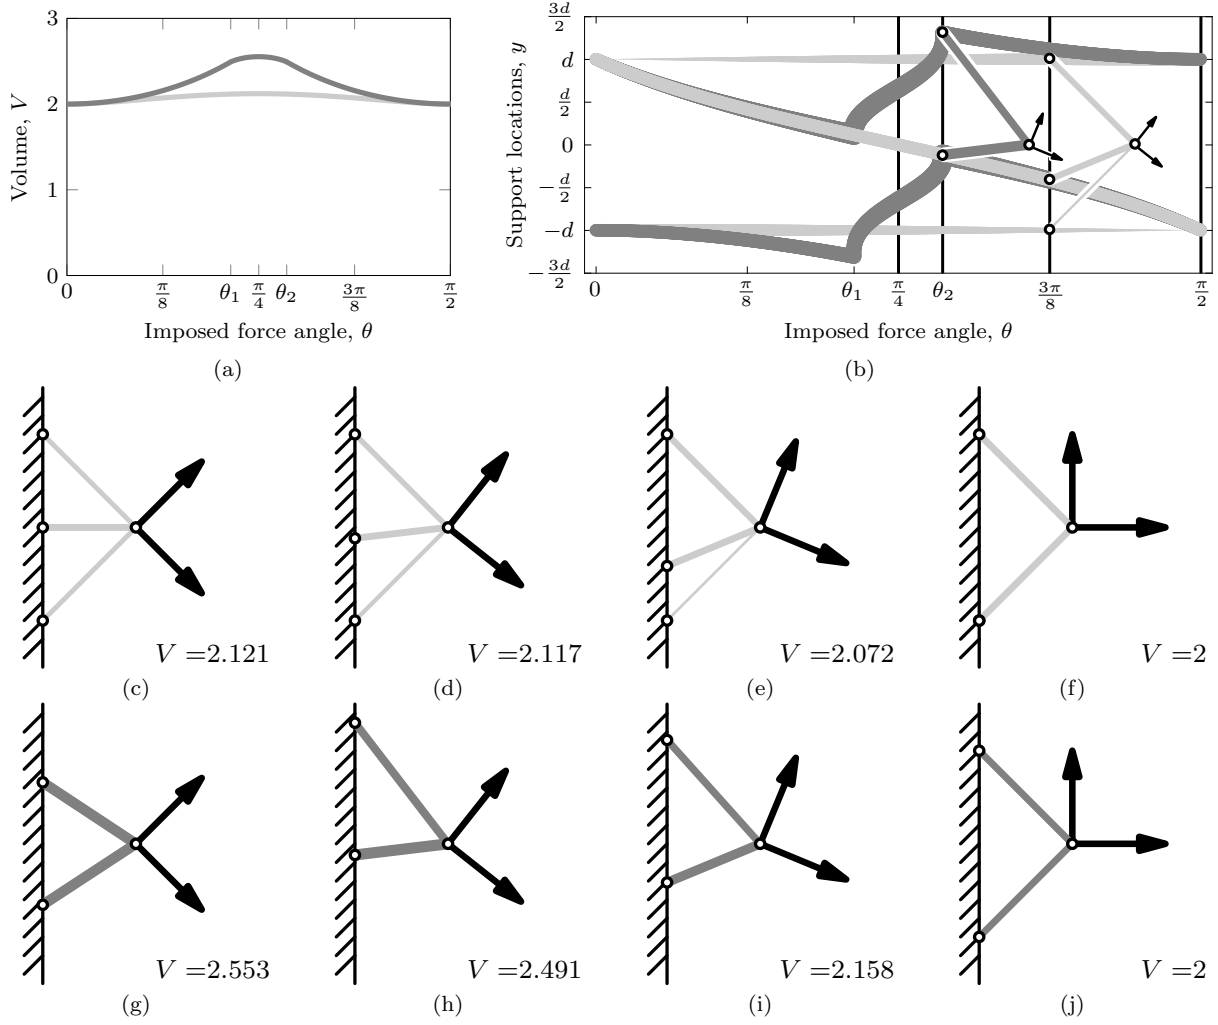 3
2
1
0
Volume, V
0 π/8 θ₁ π/4 θ₂ 3π/8 π/2
Imposed force angle, θ
(a)
3d/2
d
d/2
0
−d/2
−d
−3d/2
Support locations, y
0 π/8 θ₁ π/4 θ₂ 3π/8 π/2
Imposed force angle, θ
(b)
V =2.121
(c)
V =2.117
(d)
V =2.072
(e)
V =2
(f)
V =2.553
(g)
V =2.491
(h)
V =2.158
(i)
V =2
(j)